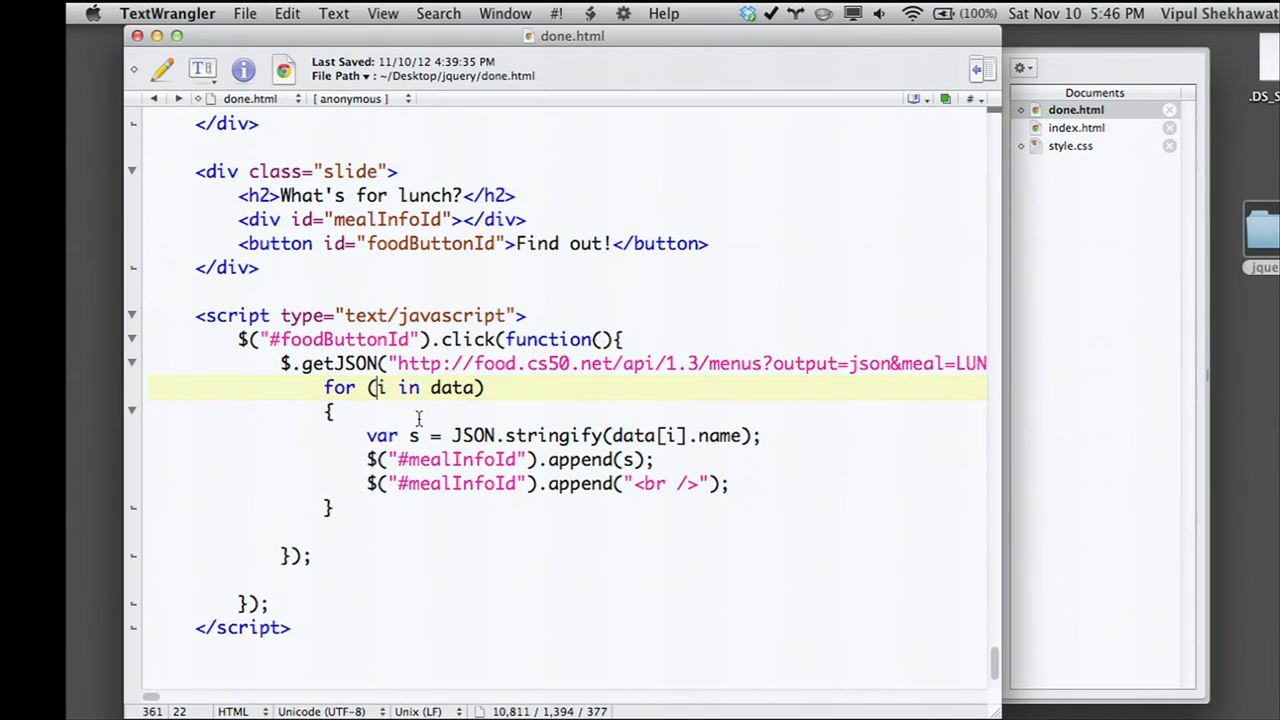 TextWrangler File Edit Text View Search Window #! Help (100%) Sat Nov 10 5:46 PM Vipul Shekhawat
done.html
Last Saved: 11/10/12 4:39:35 PM
File Path ▾ : ~/Desktop/jquery/done.html
done.html [ anonymous ] #
Documents
done.html
index.html
style.css
.DS_S
jque
</div>
<div class="slide">
<h2>What's for lunch?</h2>
<div id="mealInfoId"></div>
<button id="foodButtonId">Find out!</button>
</div>
<script type="text/javascript">
$("#foodButtonId").click(function(){
$.getJSON("http://food.cs50.net/api/1.3/menus?output=json&meal=LUN
for (i in data)
{
var s = JSON.stringify(data[i].name);
$("#mealInfoId").append(s);
$("#mealInfoId").append("<br />");
}
});
});
</script>
361 22 HTML Unicode (UTF-8) Unix (LF) 10,811 / 1,394 / 377